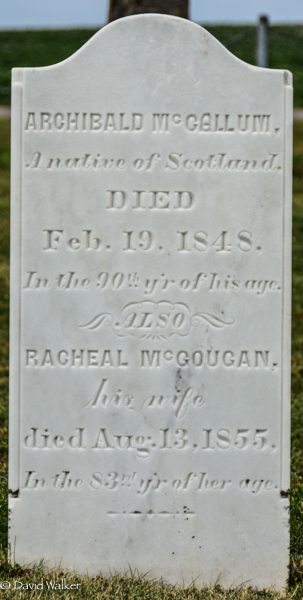 ARCHIBALD McCALLUM,
A native of Scotland.
DIED
Feb. 19. 1848.
In the 90th y'r of his age.
ALSO
RACHEAL McGOUGAN,
his wife
died Aug. 13, 1855.
In the 83rd yr of her age.
© David Walker